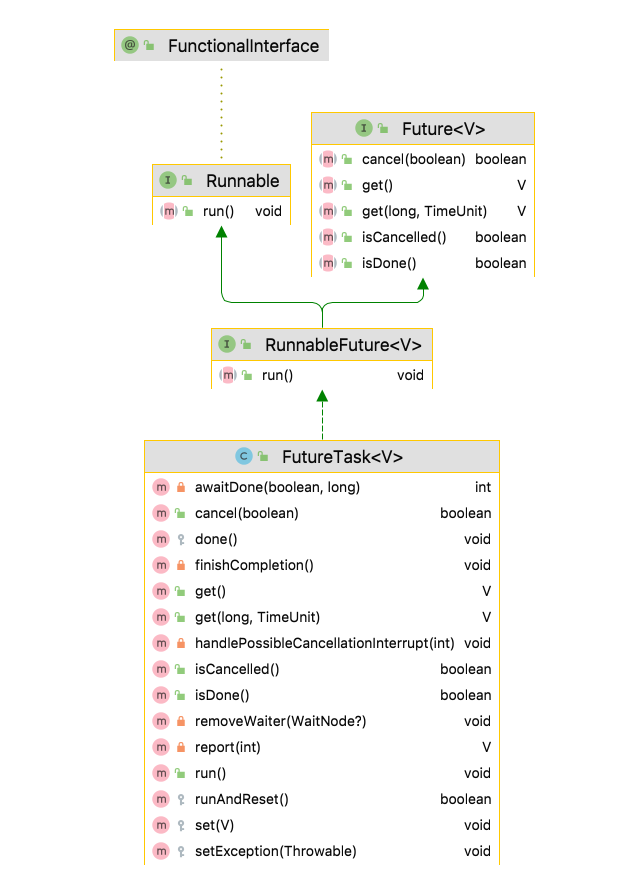 @ FunctionalInterface
I Future<V>
m cancel(boolean) boolean
m get() V
m get(long, TimeUnit) V
m isCancelled() boolean
m isDone() boolean
I Runnable
m run() void
I RunnableFuture<V>
m run() void
C FutureTask<V>
m awaitDone(boolean, long) int
m cancel(boolean) boolean
m done() void
m finishCompletion() void
m get() V
m get(long, TimeUnit) V
m handlePossibleCancellationInterrupt(int) void
m isCancelled() boolean
m isDone() boolean
m removeWaiter(WaitNode?) void
m report(int) V
m run() void
m runAndReset() boolean
m set(V) void
m setException(Throwable) void